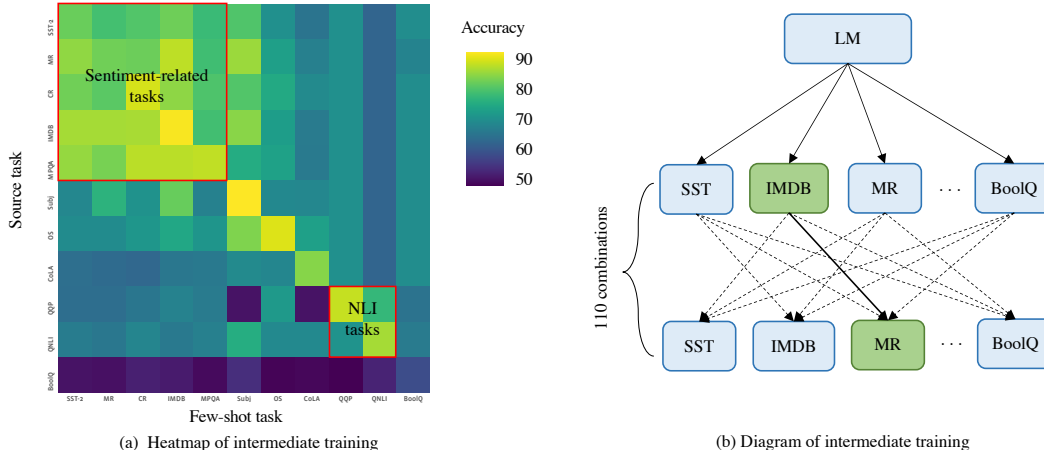 Accuracy
90
80
70
60
50
Sentiment-related
tasks
NLI
tasks
Source task
SST-2
MR
CR
IMDB
MPQA
Subj
OS
CoLA
QQP
QNLI
BoolQ
SST-2 MR CR IMDB MPQA Subj OS CoLA QQP QNLI BoolQ
Few-shot task
(a) Heatmap of intermediate training
LM
SST IMDB MR · · · BoolQ
110 combinations
SST IMDB MR · · · BoolQ
(b) Diagram of intermediate training